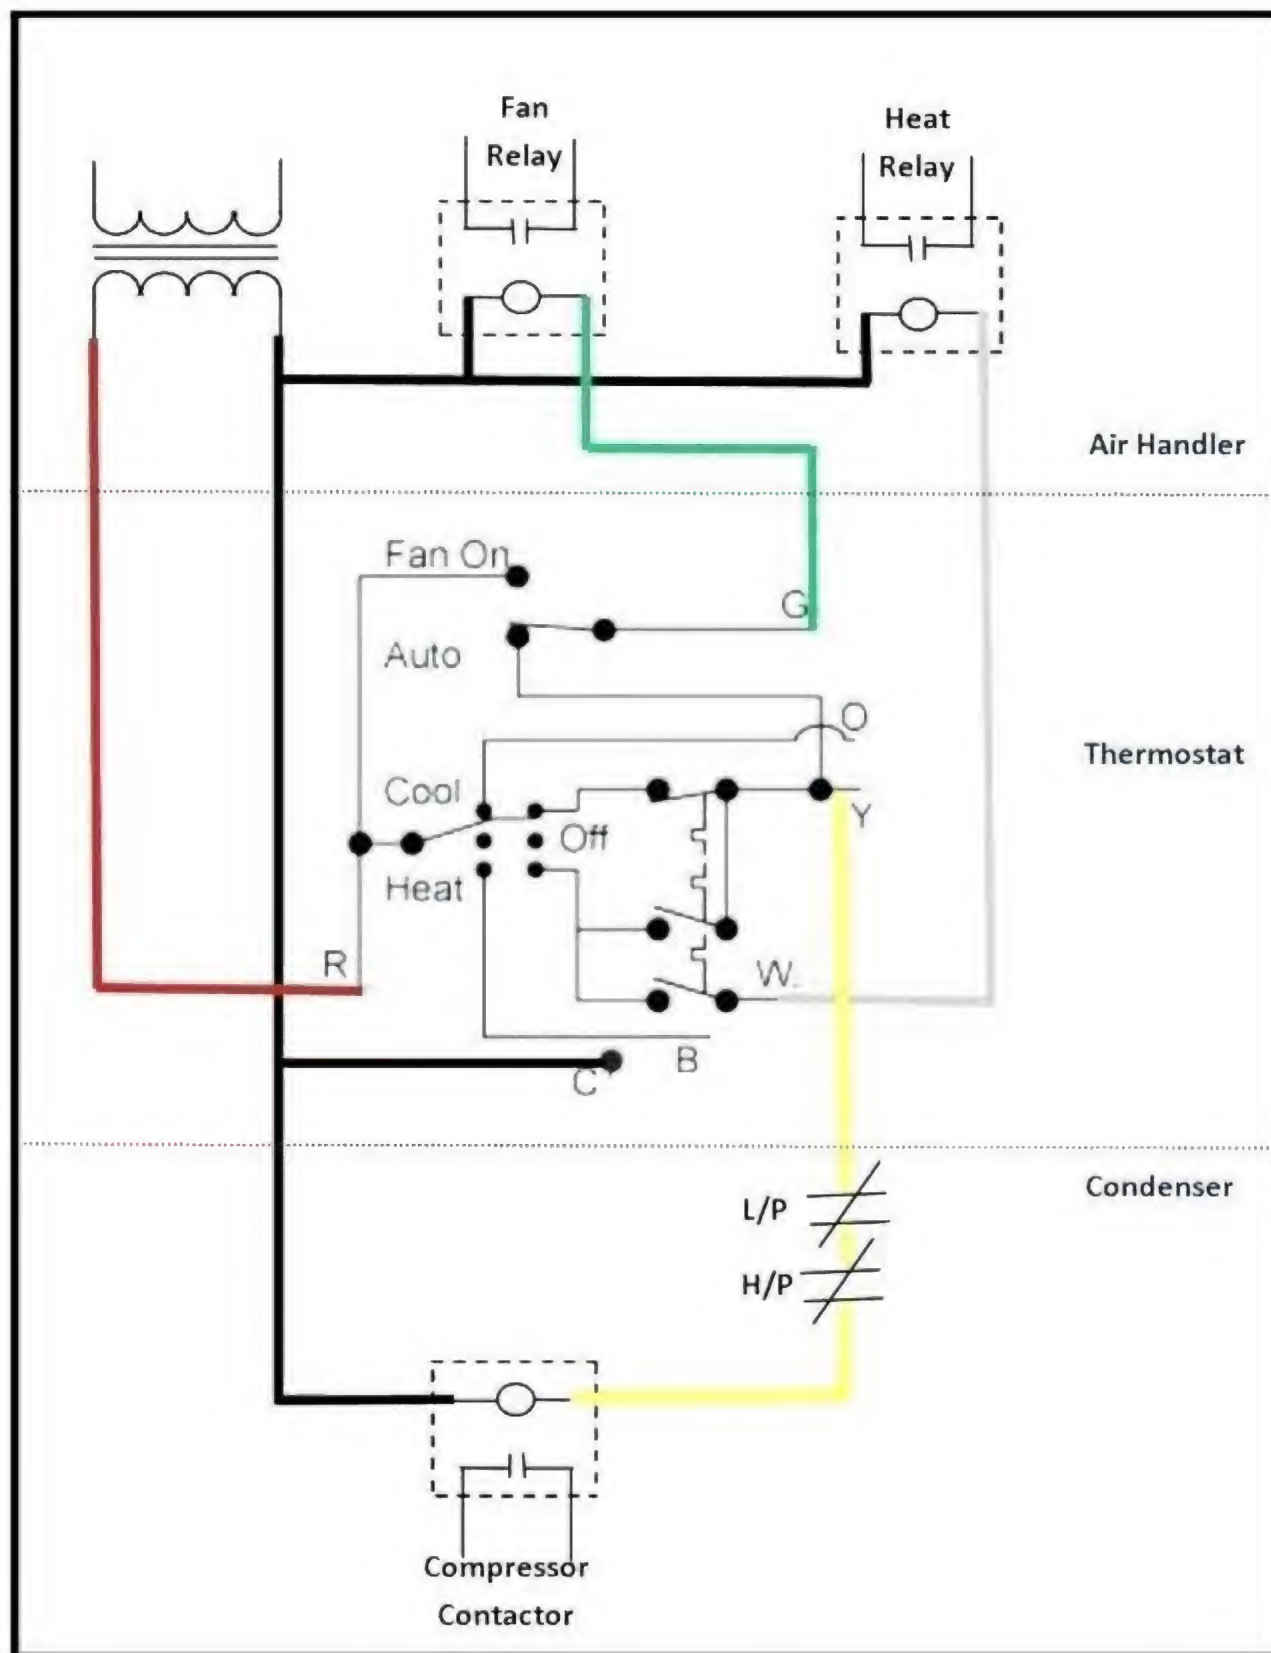 Fan
Relay
Heat
Relay
Air Handler
Fan On
G
Auto
O
Thermostat
Cool
Y
Off
Heat
R
W.
B
C
Condenser
L/P
H/P
Compressor
Contactor